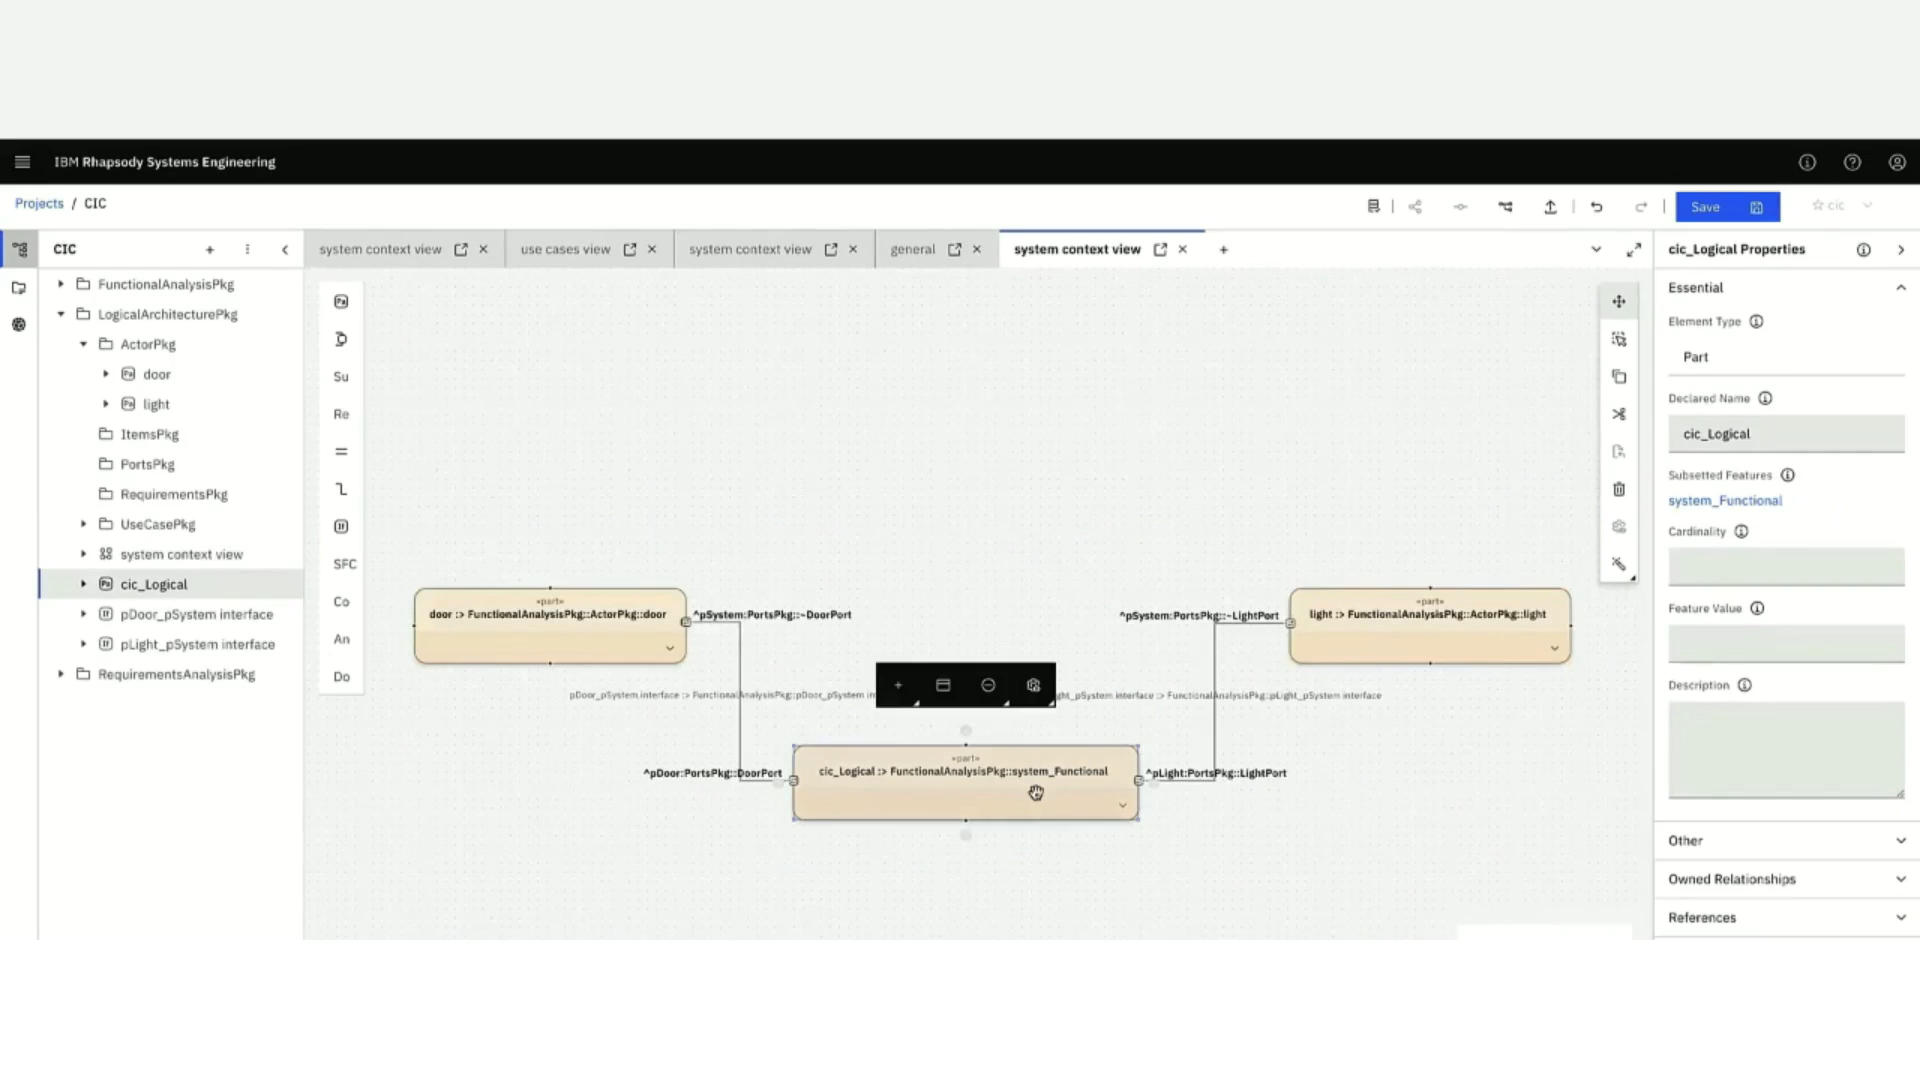 IBM Rhapsody Systems Engineering
Projects / CIC
Save
cic
CIC
system context view
use cases view
system context view
general
system context view
cic_Logical Properties
FunctionalAnalysisPkg
LogicalArchitecturePkg
ActorPkg
door
light
ItemsPkg
PortsPkg
RequirementsPkg
UseCasePkg
system context view
cic_Logical
pDoor_pSystem interface
pLight_pSystem interface
RequirementsAnalysisPkg
Su
Re
SFC
Co
An
Do
«part»
door :> FunctionalAnalysisPkg::ActorPkg::door
^pSystem:PortsPkg::~DoorPort
^pSystem:PortsPkg::~LightPort
«part»
light :> FunctionalAnalysisPkg::ActorPkg::light
pDoor_pSystem interface :> FunctionalAnalysisPkg::pDoor_pSystem in
ght_pSystem interface :> FunctionalAnalysisPkg::pLight_pSystem interface
^pDoor:PortsPkg::DoorPort
«part»
cic_Logical :> FunctionalAnalysisPkg::system_Functional
^pLight:PortsPkg::LightPort
Essential
Element Type
Part
Declared Name
cic_Logical
Subsetted Features
system_Functional
Cardinality
Feature Value
Description
Other
Owned Relationships
References